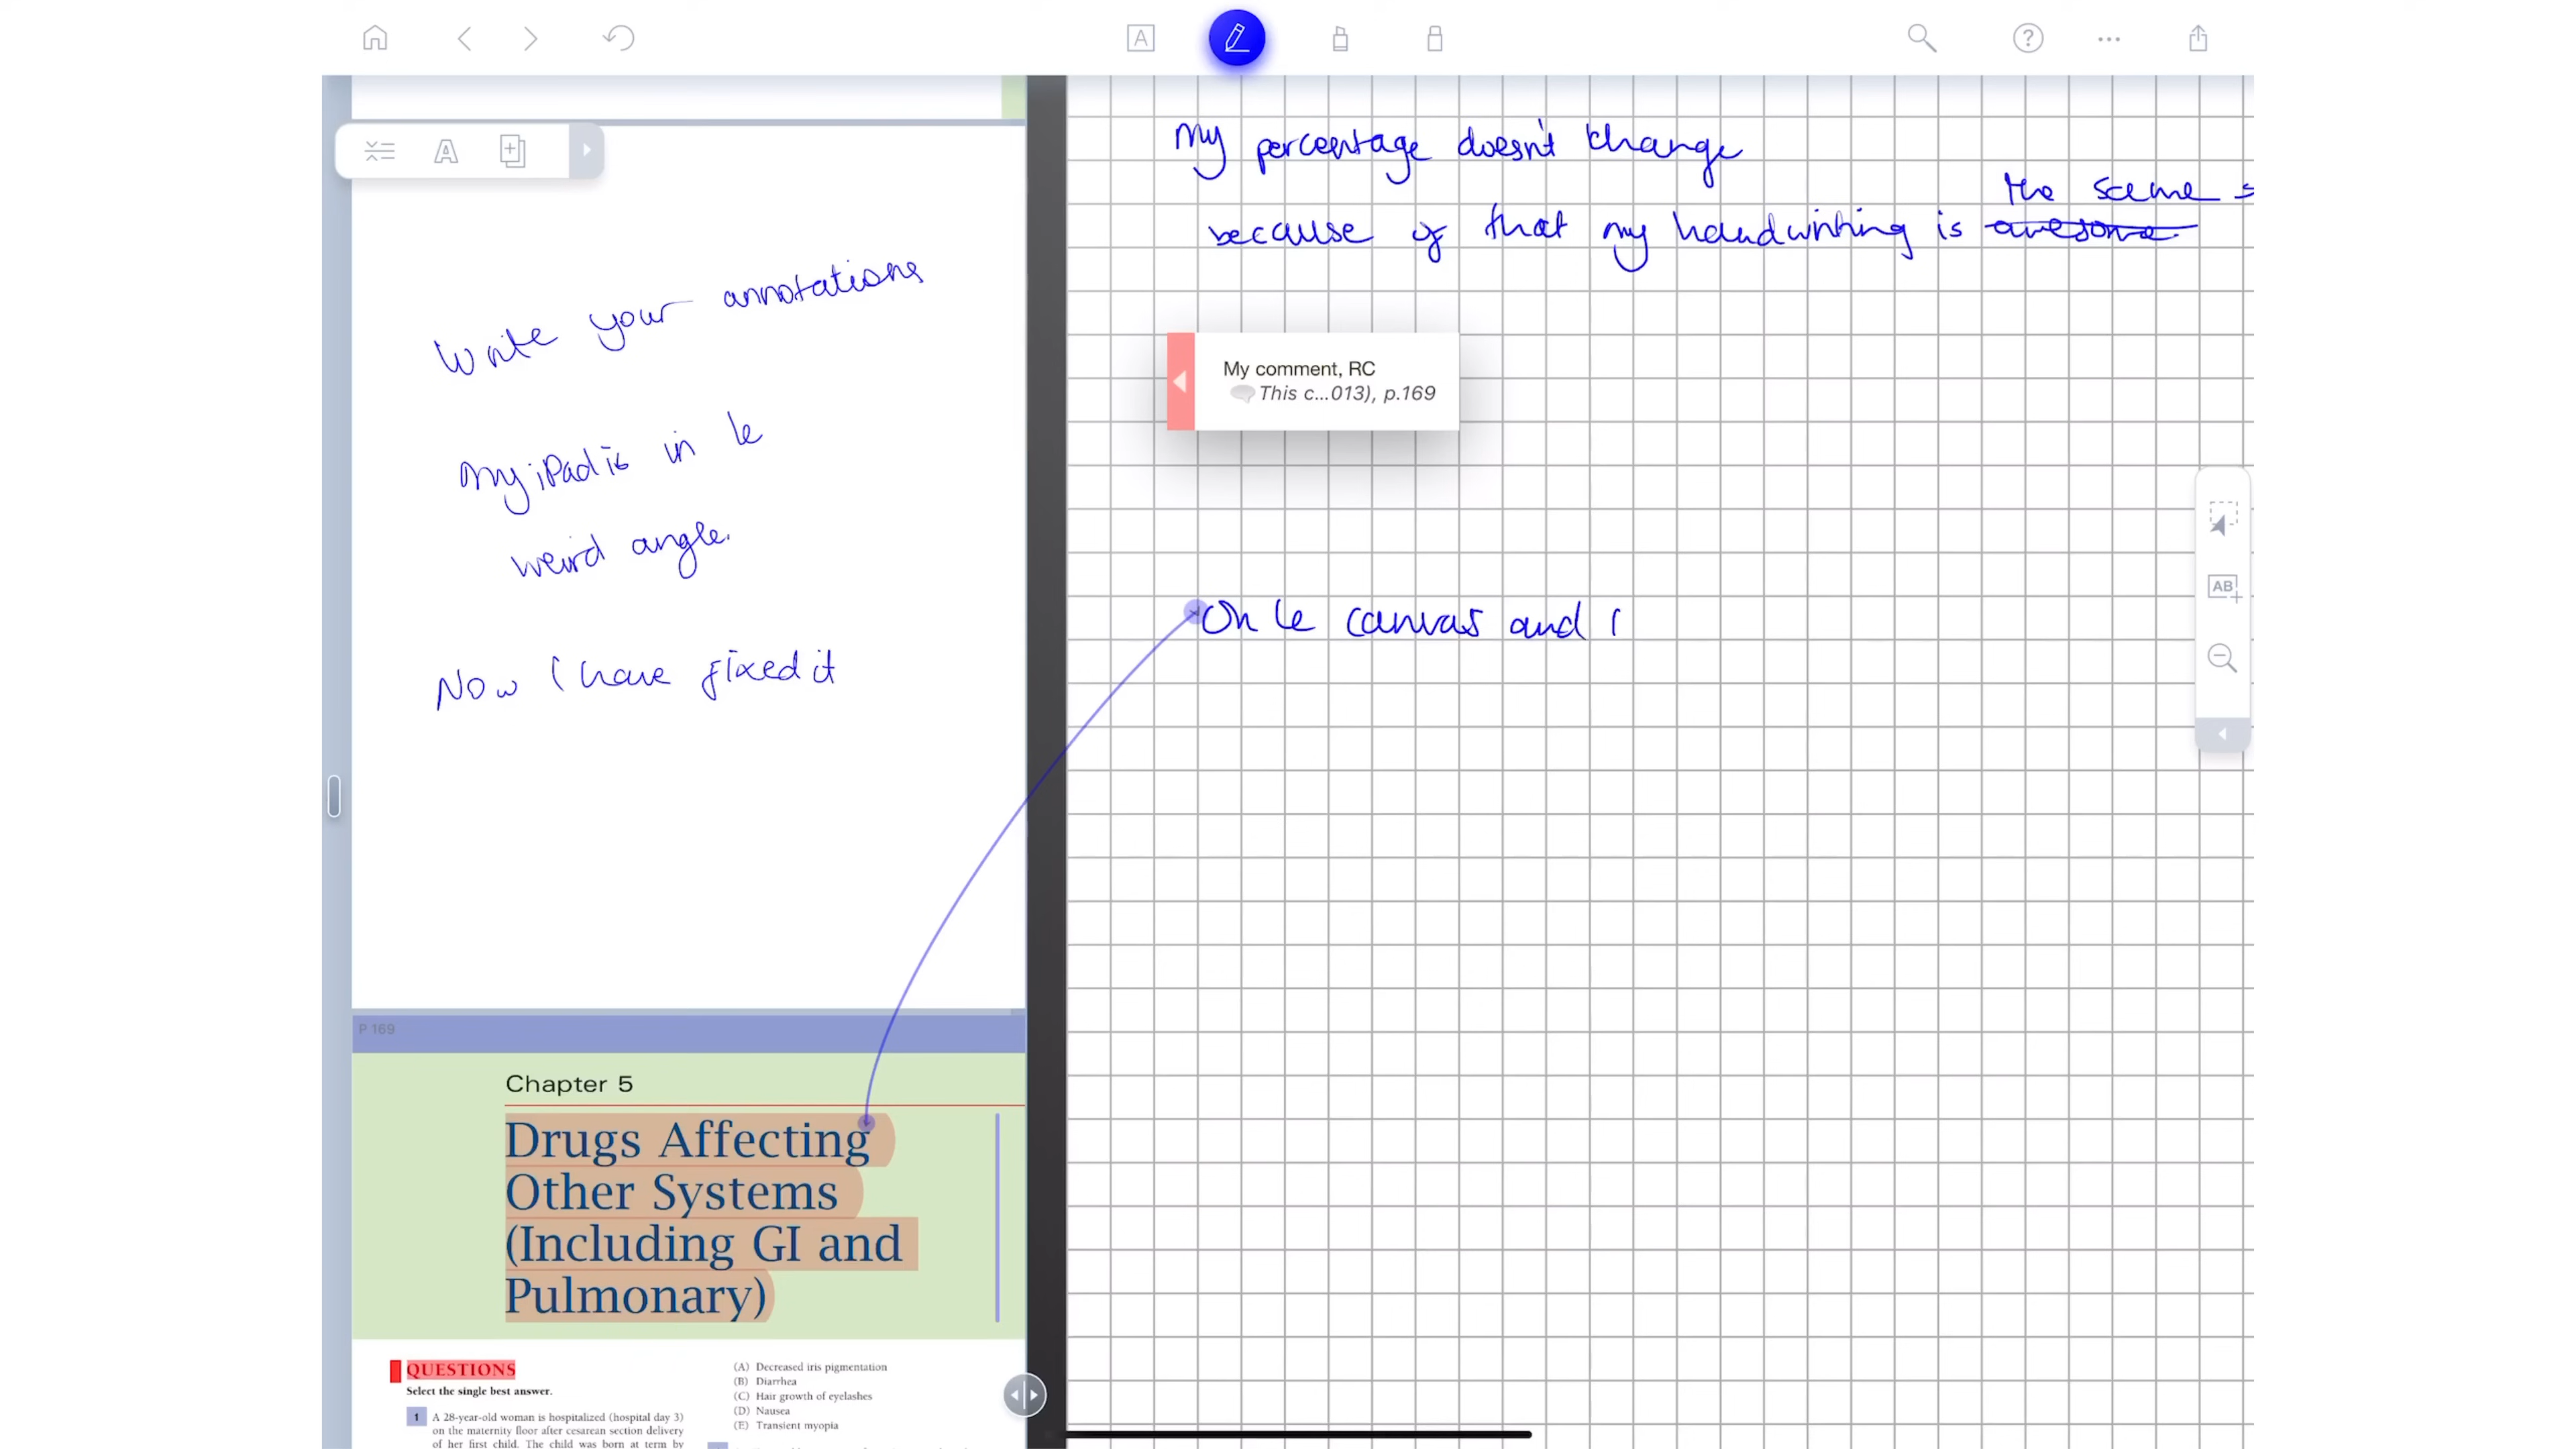 A
A
Write your annotations
My iPad is in le
weird angle.
Now I have fixed it
P 169
Chapter 5
Drugs Affecting
Other Systems
(Including GI and
Pulmonary)
QUESTIONS
Select the single best answer.
1 A 28-year-old woman is hospitalized (hospital day 3)
on the maternity floor after cesarean section delivery
of her first child. The child was born at term by
(A) Decreased iris pigmentation
(B) Diarrhea
(C) Hair growth of eyelashes
(D) Nausea
(E) Transient myopia
My percentage doesn't change
the same =
because of that my handwriting is awesome
My comment, RC
This c...013), p.169
On le canvas and I
AB